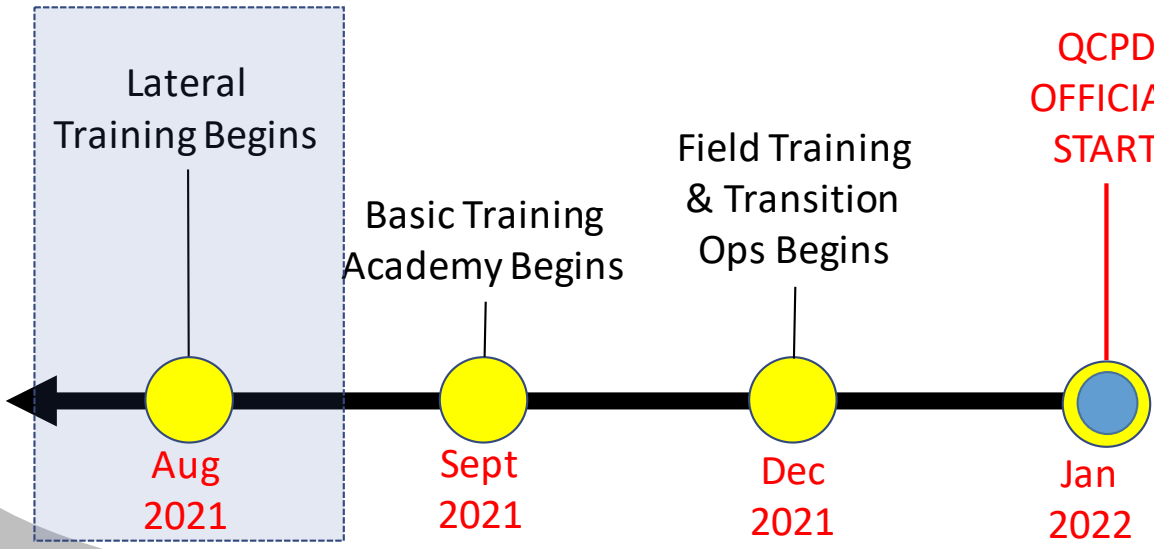 Lateral
Training Begins
Aug
2021
Basic Training
Academy Begins
Sept
2021
Field Training
& Transition
Ops Begins
Dec
2021
QCPD
START
Jan
2022